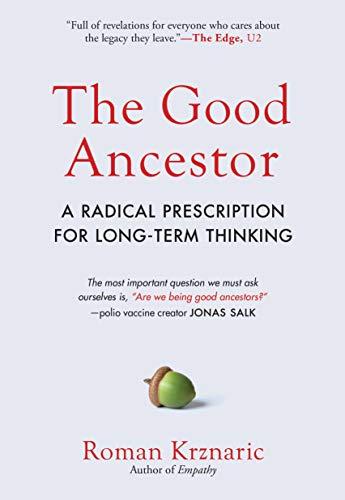 “Full of revelations for everyone who cares about
the legacy they leave.”—The Edge, U2
The Good
Ancestor
A RADICAL PRESCRIPTION
FOR LONG-TERM THINKING
The most important question we must ask
ourselves is, “Are we being good ancestors?”
—polio vaccine creator JONAS SALK
Roman Krznaric
Author of Empathy